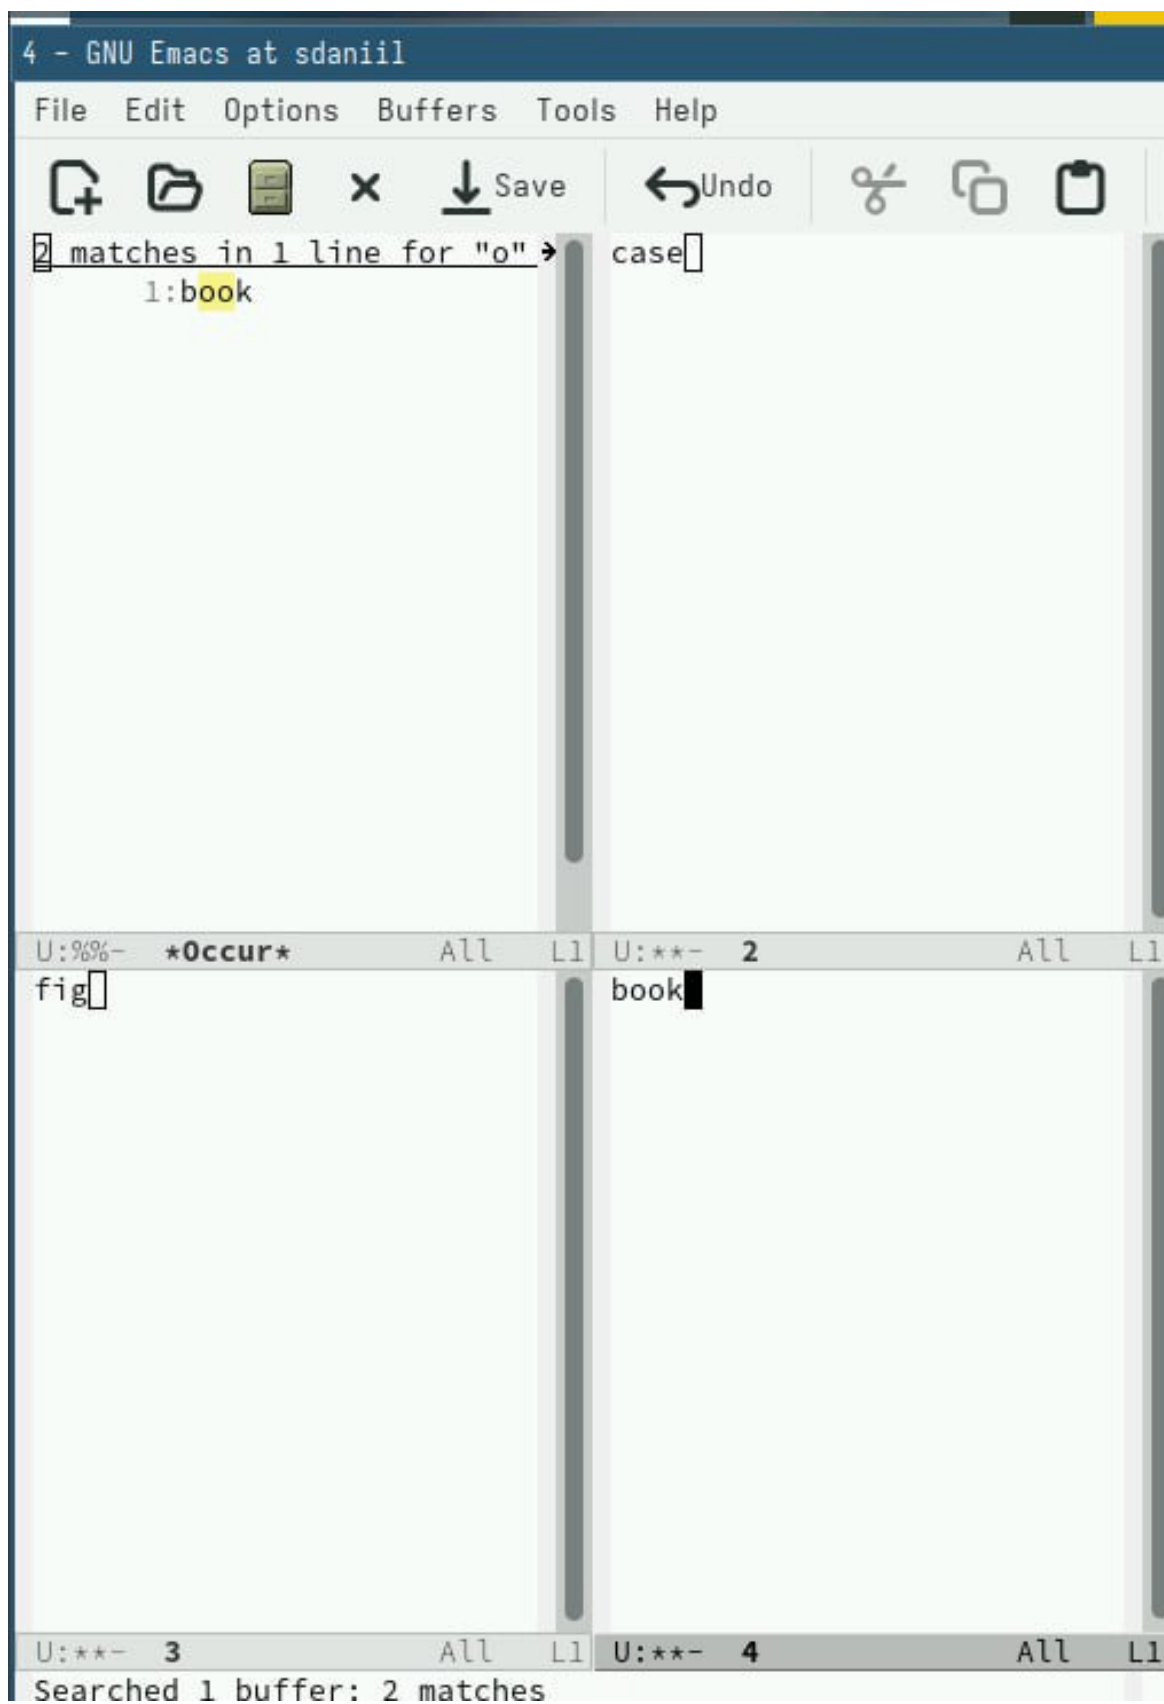 4 - GNU Emacs at sdaniil
File Edit Options Buffers Tools Help
Save Undo
2 matches in 1 line for "o"
1:book
case
U:%%- *Occur* All L1
U:**- 2 All L1
fig
book
U:**- 3 All L1
U:**- 4 All L1
Searched 1 buffer; 2 matches